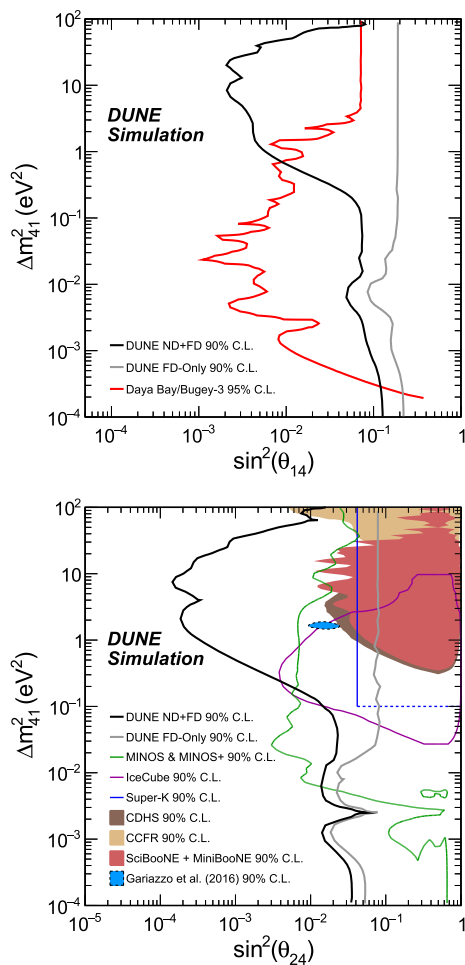 10²
10
1
10⁻¹
10⁻²
10⁻³
10⁻⁴
Δm²₄₁ (eV²)
DUNE
Simulation
DUNE ND+FD 90% C.L.
DUNE FD-Only 90% C.L.
Daya Bay/Bugey-3 95% C.L.
10⁻⁴ 10⁻³ 10⁻² 10⁻¹ 1
sin²(θ₁₄)
10²
10
1
10⁻¹
10⁻²
10⁻³
10⁻⁴
Δm²₄₁ (eV²)
DUNE
Simulation
DUNE ND+FD 90% C.L.
DUNE FD-Only 90% C.L.
MINOS & MINOS+ 90% C.L.
IceCube 90% C.L.
Super-K 90% C.L.
CDHS 90% C.L.
CCFR 90% C.L.
SciBooNE + MiniBooNE 90% C.L.
Gariazzo et al. (2016) 90% C.L.
10⁻⁵ 10⁻⁴ 10⁻³ 10⁻² 10⁻¹ 1
sin²(θ₂₄)